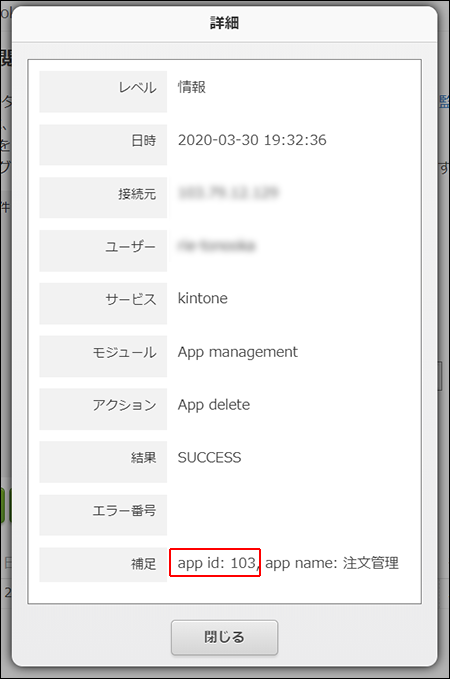 詳細
レベル 情報
日時 2020-03-30 19:32:36
接続元
ユーザー
サービス kintone
モジュール App management
アクション App delete
結果 SUCCESS
エラー番号
補足 app id: 103, app name: 注文管理
閉じる